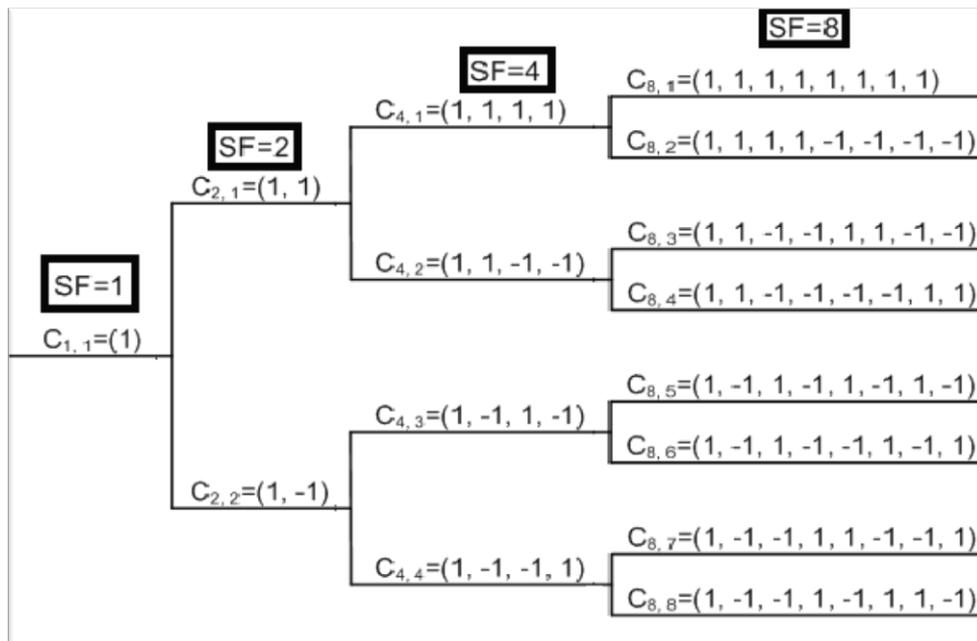 SF=8
SF=4
C8, 1=(1, 1, 1, 1, 1, 1, 1, 1)
C4, 1=(1, 1, 1, 1)
SF=2
C8, 2=(1, 1, 1, 1, -1, -1, -1, -1)
C2, 1=(1, 1)
C8, 3=(1, 1, -1, -1, 1, 1, -1, -1)
C4, 2=(1, 1, -1, -1)
SF=1
C8, 4=(1, 1, -1, -1, -1, -1, 1, 1)
C1, 1=(1)
C8, 5=(1, -1, 1, -1, 1, -1, 1, -1)
C4, 3=(1, -1, 1, -1)
C8, 6=(1, -1, 1, -1, -1, 1, -1, 1)
C2, 2=(1, -1)
C8, 7=(1, -1, -1, 1, 1, -1, -1, 1)
C4, 4=(1, -1, -1, 1)
C8, 8=(1, -1, -1, 1, -1, 1, 1, -1)